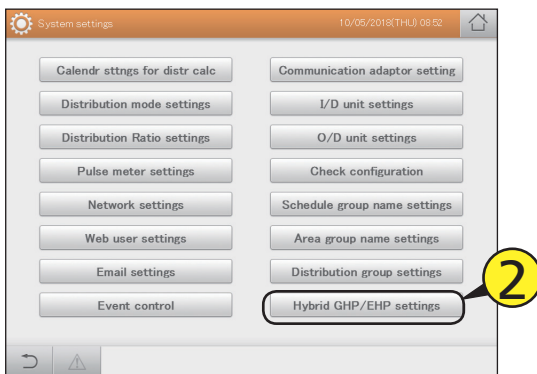 System settings
10/05/2018(THU) 08:52
Calendr sttngs for distr calc
Communication adaptor setting
Distribution mode settings
I/D unit settings
Distribution Ratio settings
O/D unit settings
Pulse meter settings
Check configuration
Network settings
Schedule group name settings
Web user settings
Area group name settings
Email settings
Distribution group settings
Event control
Hybrid GHP/EHP settings
2